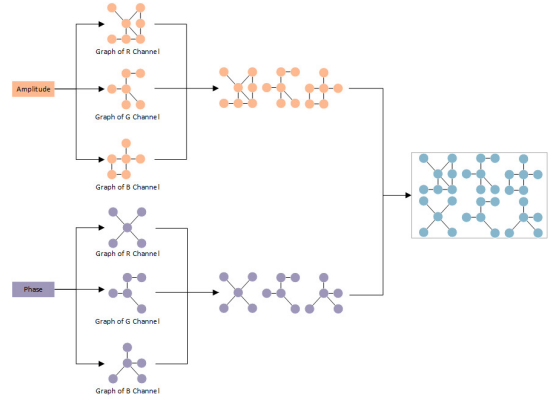 Graph of R Channel
Amplitude
Graph of G Channel
Graph of B Channel
Graph of R Channel
Phase
Graph of G Channel
Graph of B Channel